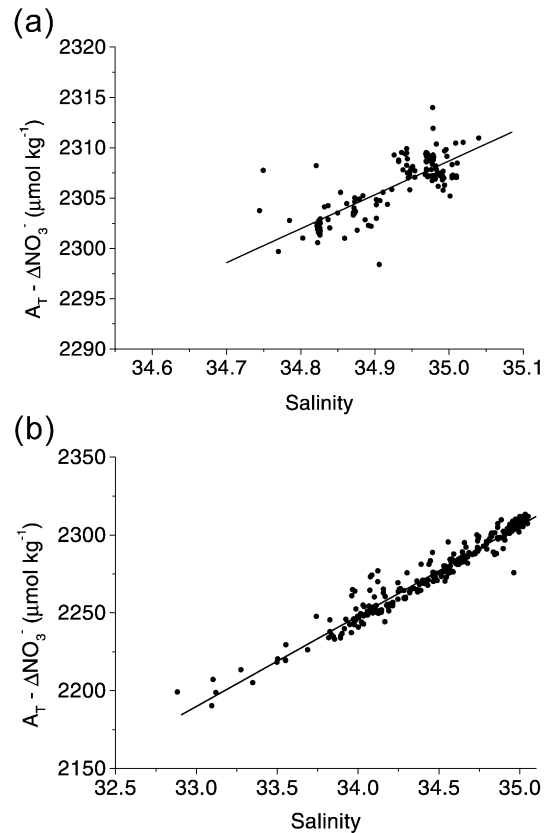 (a)
2320
2315
2310
2305
2300
2295
2290
A_T - ΔNO₃⁻ (μmol kg⁻¹)
34.6 34.7 34.8 34.9 35.0 35.1
Salinity
(b)
2350
2300
2250
2200
2150
A_T - ΔNO₃⁻ (μmol kg⁻¹)
32.5 33.0 33.5 34.0 34.5 35.0
Salinity